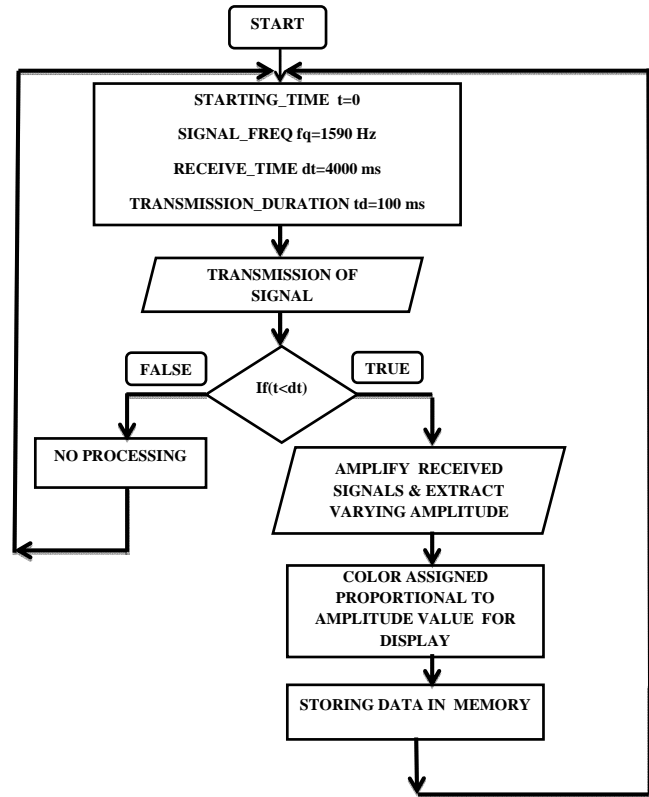 START
STARTING_TIME t=0
SIGNAL_FREQ fq=1590 Hz
RECEIVE_TIME dt=4000 ms
TRANSMISSION_DURATION td=100 ms
TRANSMISSION OF
SIGNAL
FALSE
If(t<dt)
TRUE
NO PROCESSING
AMPLIFY RECEIVED
SIGNALS & EXTRACT
VARYING AMPLITUDE
COLOR ASSIGNED
PROPORTIONAL TO
AMPLITUDE VALUE FOR
DISPLAY
STORING DATA IN MEMORY